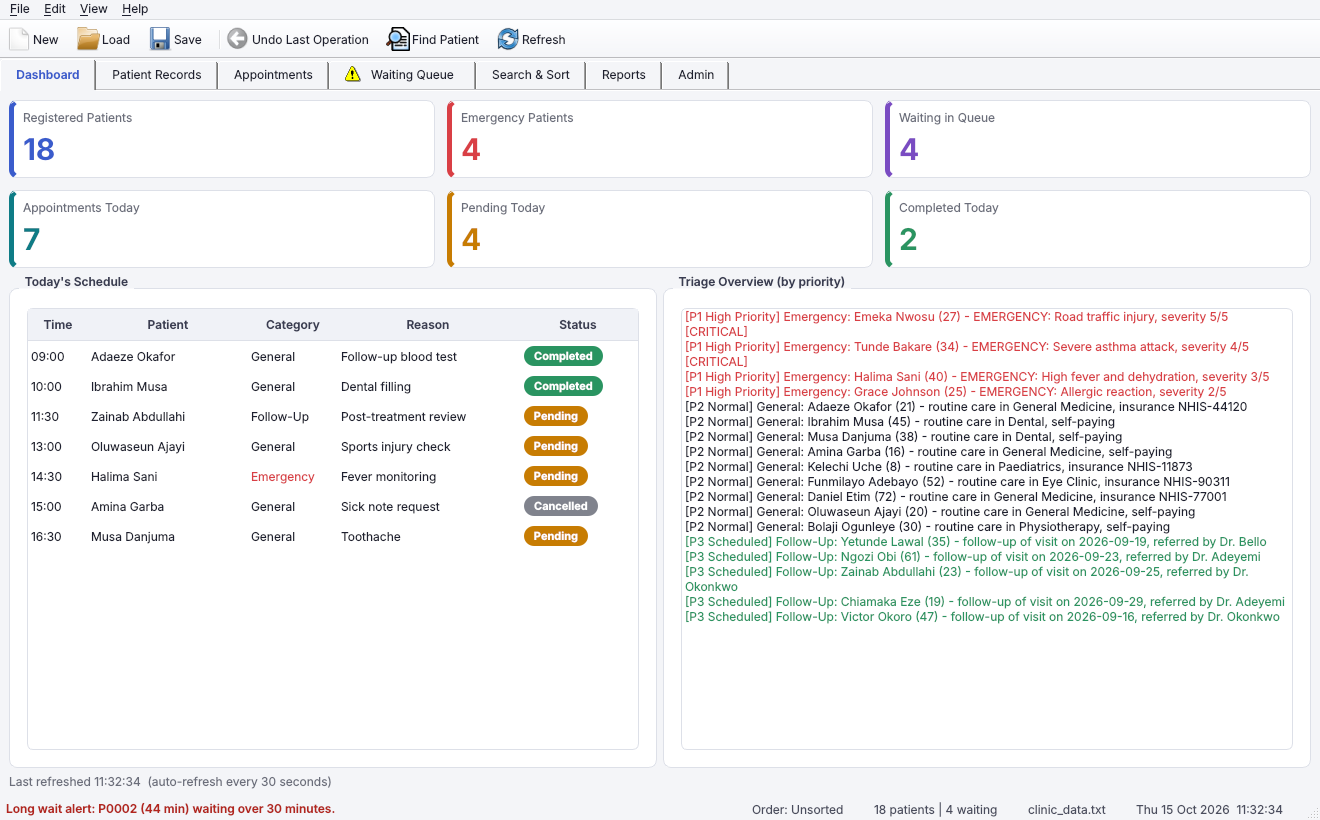 File Edit View Help
New Load Save Undo Last Operation Find Patient Refresh
Dashboard Patient Records Appointments Waiting Queue Search & Sort Reports Admin
Registered Patients
18
Emergency Patients
4
Waiting in Queue
4
Appointments Today
7
Pending Today
4
Completed Today
2
Today's Schedule
Time Patient Category Reason Status
09:00 Adaeze Okafor General Follow-up blood test Completed
10:00 Ibrahim Musa General Dental filling Completed
11:30 Zainab Abdullahi Follow-Up Post-treatment review Pending
13:00 Oluwaseun Ajayi General Sports injury check Pending
14:30 Halima Sani Emergency Fever monitoring Pending
15:00 Amina Garba General Sick note request Cancelled
16:30 Musa Danjuma General Toothache Pending
Triage Overview (by priority)
[P1 High Priority] Emergency: Emeka Nwosu (27) - EMERGENCY: Road traffic injury, severity 5/5
[CRITICAL]
[P1 High Priority] Emergency: Tunde Bakare (34) - EMERGENCY: Severe asthma attack, severity 4/5
[CRITICAL]
[P1 High Priority] Emergency: Halima Sani (40) - EMERGENCY: High fever and dehydration, severity 3/5
[P1 High Priority] Emergency: Grace Johnson (25) - EMERGENCY: Allergic reaction, severity 2/5
[P2 Normal] General: Adaeze Okafor (21) - routine care in General Medicine, insurance NHIS-44120
[P2 Normal] General: Ibrahim Musa (45) - routine care in Dental, self-paying
[P2 Normal] General: Musa Danjuma (38) - routine care in Dental, self-paying
[P2 Normal] General: Amina Garba (16) - routine care in General Medicine, self-paying
[P2 Normal] General: Kelechi Uche (8) - routine care in Paediatrics, insurance NHIS-11873
[P2 Normal] General: Funmilayo Adebayo (52) - routine care in Eye Clinic, insurance NHIS-90311
[P2 Normal] General: Daniel Etim (72) - routine care in General Medicine, insurance NHIS-77001
[P2 Normal] General: Oluwaseun Ajayi (20) - routine care in General Medicine, self-paying
[P2 Normal] General: Bolaji Ogunleye (30) - routine care in Physiotherapy, self-paying
[P3 Scheduled] Follow-Up: Yetunde Lawal (35) - follow-up of visit on 2026-09-19, referred by Dr. Bello
[P3 Scheduled] Follow-Up: Ngozi Obi (61) - follow-up of visit on 2026-09-23, referred by Dr. Adeyemi
[P3 Scheduled] Follow-Up: Zainab Abdullahi (23) - follow-up of visit on 2026-09-25, referred by Dr.
Okonkwo
[P3 Scheduled] Follow-Up: Chiamaka Eze (19) - follow-up of visit on 2026-09-29, referred by Dr. Adeyemi
[P3 Scheduled] Follow-Up: Victor Okoro (47) - follow-up of visit on 2026-09-16, referred by Dr. Okonkwo
Last refreshed 11:32:34 (auto-refresh every 30 seconds)
Long wait alert: P0002 (44 min) waiting over 30 minutes.
Order: Unsorted 18 patients | 4 waiting clinic_data.txt Thu 15 Oct 2026 11:32:34